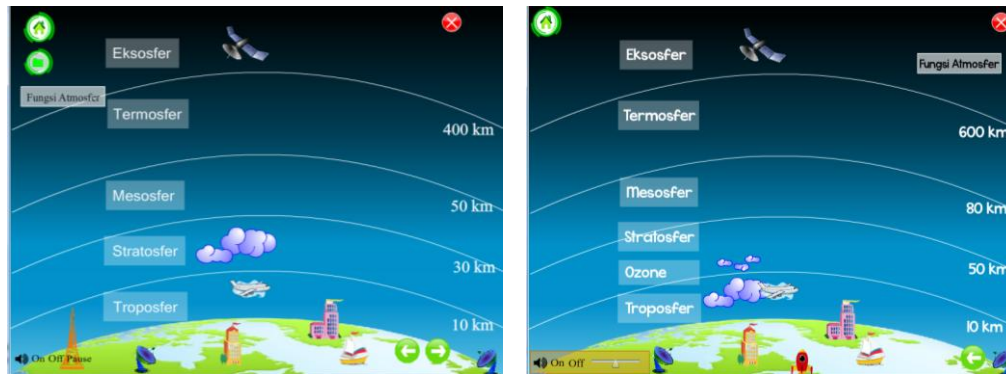 Eksosfer
Fungsi Atmosfer
Termosfer
400 km
Mesosfer
50 km
Stratosfer
30 km
Troposfer
10 km
On Off Pause
Eksosfer
Fungsi Atmosfer
Termosfer
600 km
Mesosfer
80 km
Stratosfer
Ozone
50 km
Troposfer
10 km
On Off